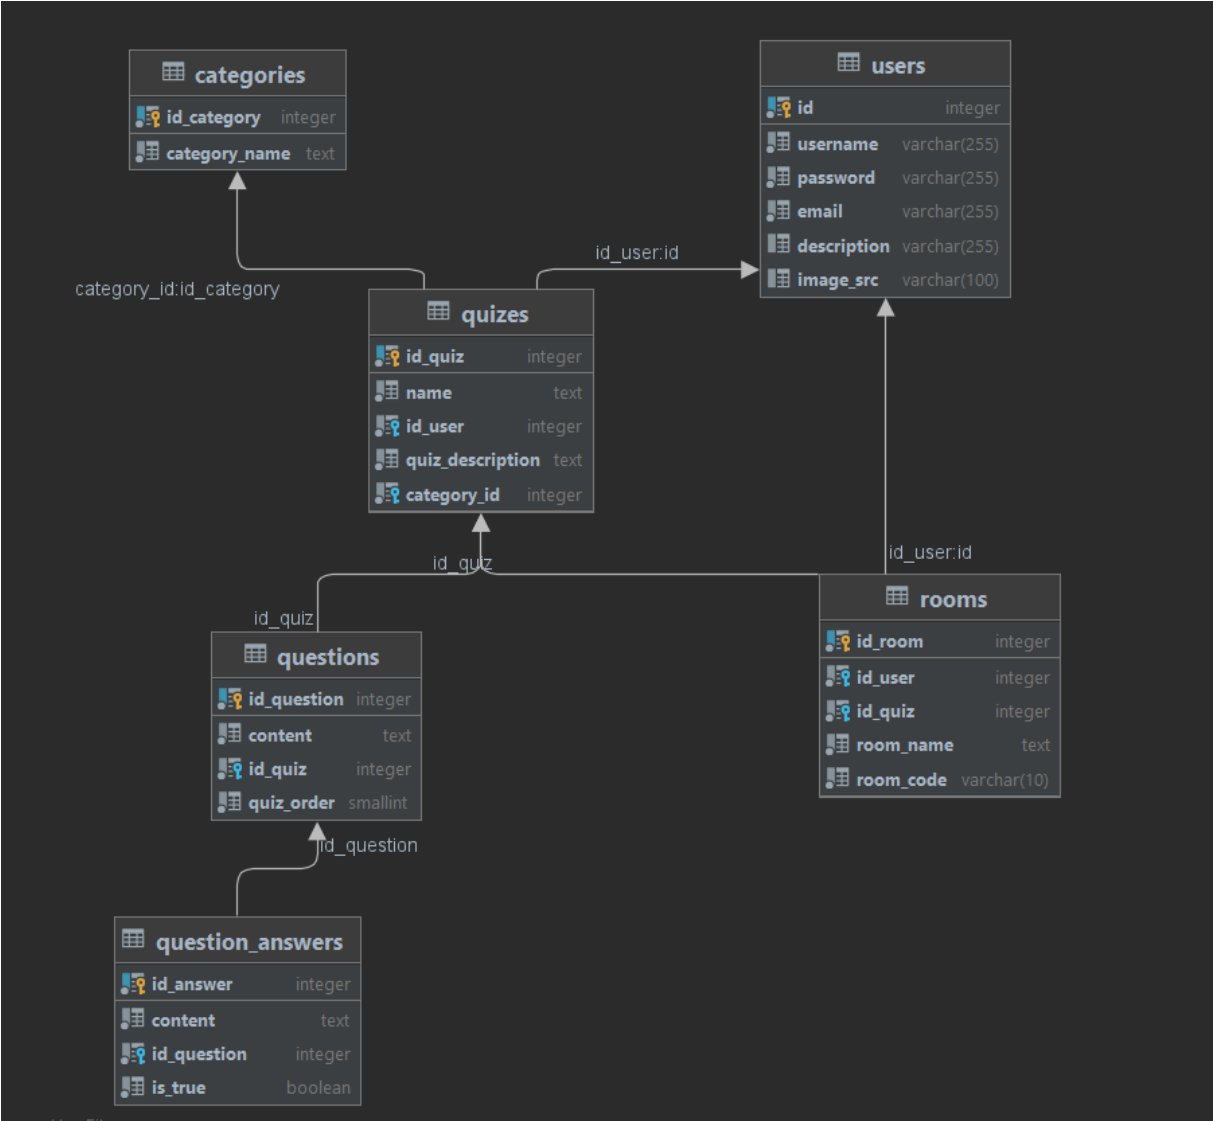 categories
id_category integer
category_name text
users
id integer
username varchar(255)
password varchar(255)
email varchar(255)
description varchar(255)
image_src varchar(100)
id_user:id
category_id:id_category
quizes
id_quiz integer
name text
id_user integer
quiz_description text
category_id integer
id_quiz
id_user:id
id_quiz
questions
id_question integer
content text
id_quiz integer
quiz_order smallint
rooms
id_room integer
id_user integer
id_quiz integer
room_name text
room_code varchar(10)
id_question
question_answers
id_answer integer
content text
id_question integer
is_true boolean